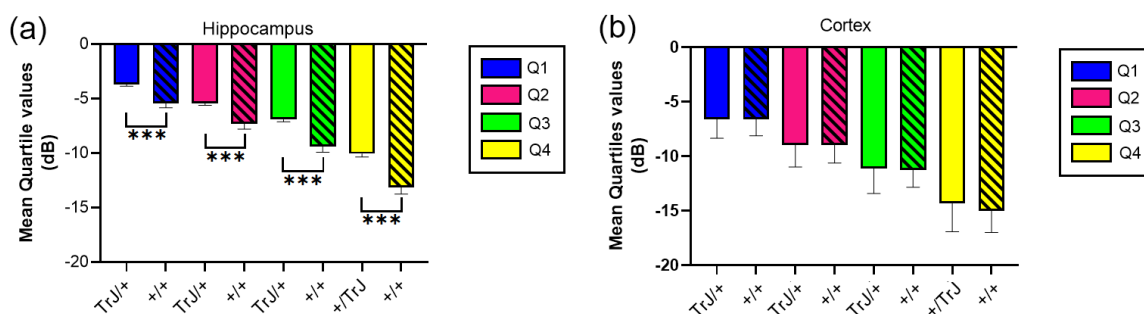 (a)
Hippocampus
Mean Quartile values
(dB)
0
-5
-10
-15
-20
***
***
***
***
TrJ/+
+/+
TrJ/+
+/+
TrJ/+
+/+
+/TrJ
+/+
Q1
Q2
Q3
Q4
(b)
Cortex
Mean Quartiles values
(dB)
0
-5
-10
-15
-20
TrJ/+
+/+
TrJ/+
+/+
TrJ/+
+/+
+/TrJ
+/+
Q1
Q2
Q3
Q4